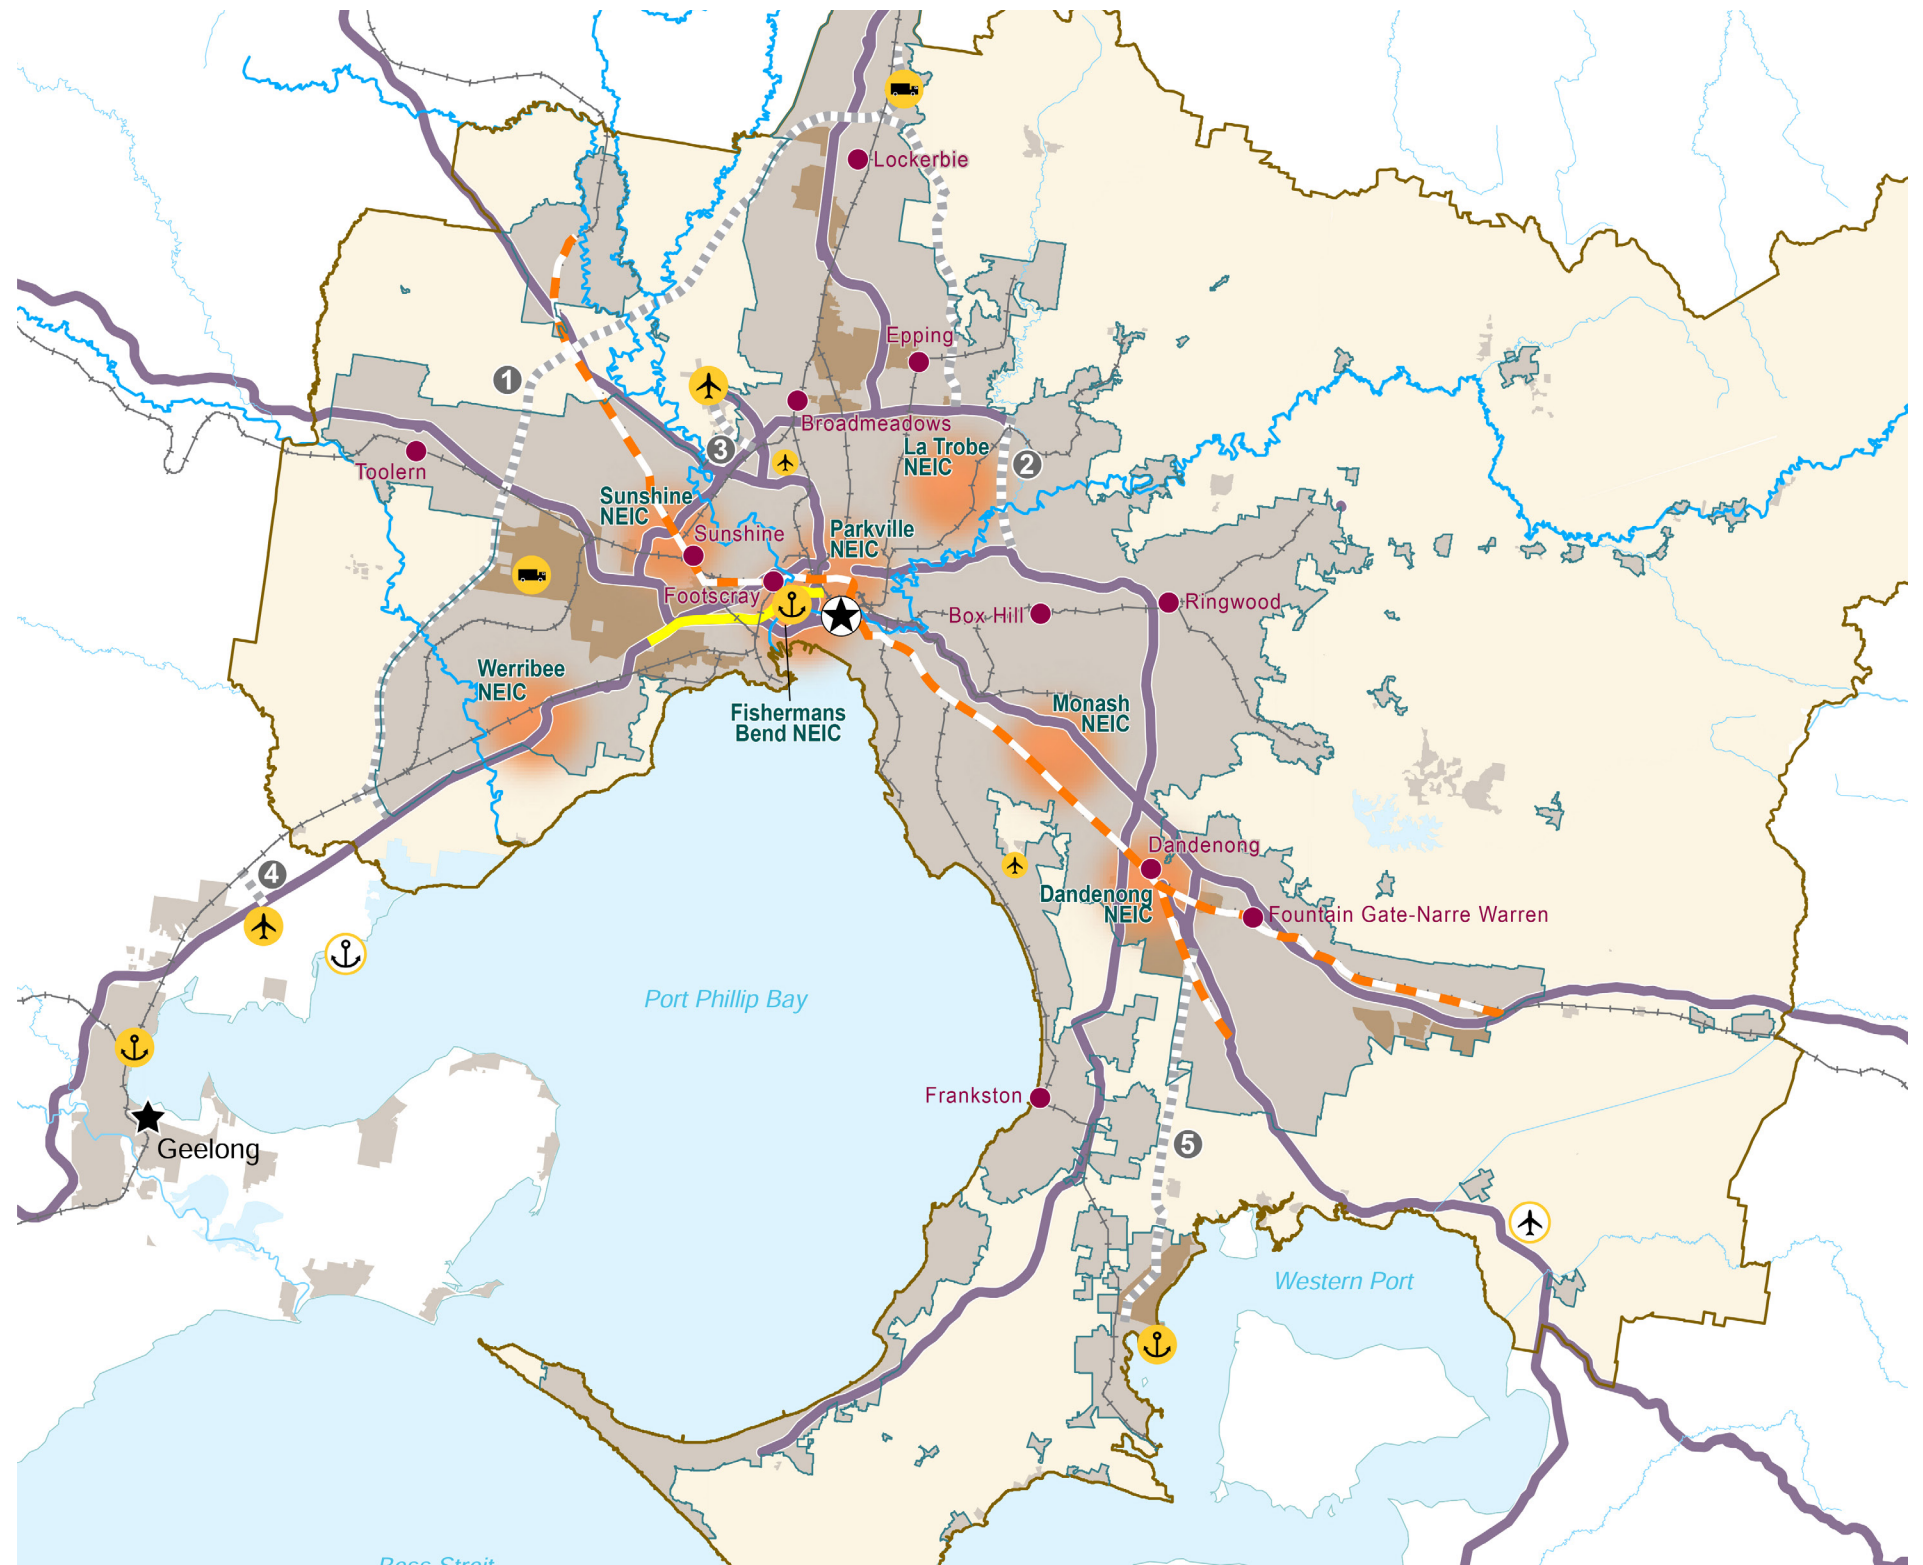 Lockerbie
Epping
1
Broadmeadows
3
La Trobe
NEIC
2
Toolern
Sunshine
NEIC
Sunshine
Parkville
NEIC
Footscray
Box Hill
Ringwood
Werribee
NEIC
Fishermans
Bend NEIC
Monash
NEIC
Dandenong
4
Dandenong
NEIC
Fountain Gate-Narre Warren
Port Phillip Bay
Frankston
5
Geelong
Western Port
Bass Strait